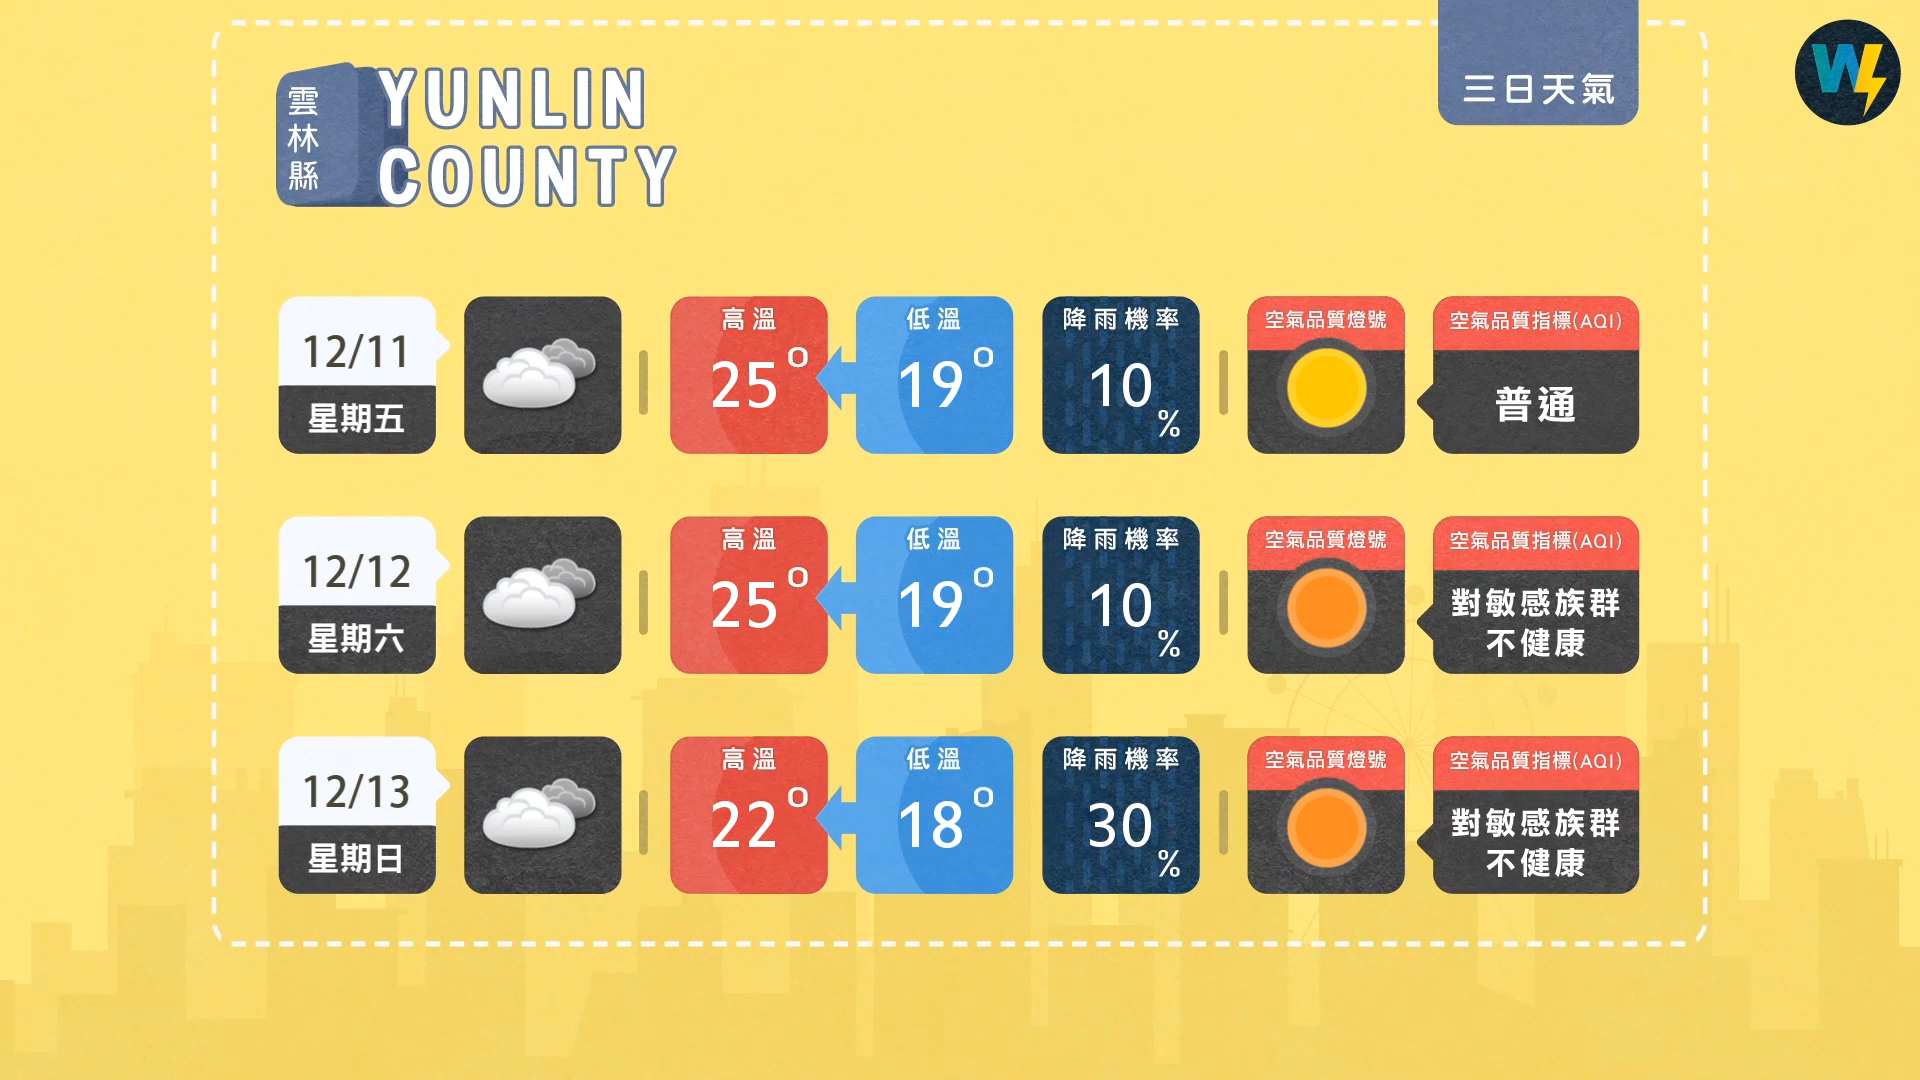 雲林縣
YUNLIN
COUNTY
三日天氣
W
12/11
星期五
高溫
25°
低溫
19°
降雨機率
10%
空氣品質燈號
空氣品質指標(AQI)
普通
12/12
星期六
高溫
25°
低溫
19°
降雨機率
10%
空氣品質燈號
空氣品質指標(AQI)
對敏感族群
不健康
12/13
星期日
高溫
22°
低溫
18°
降雨機率
30%
空氣品質燈號
空氣品質指標(AQI)
對敏感族群
不健康